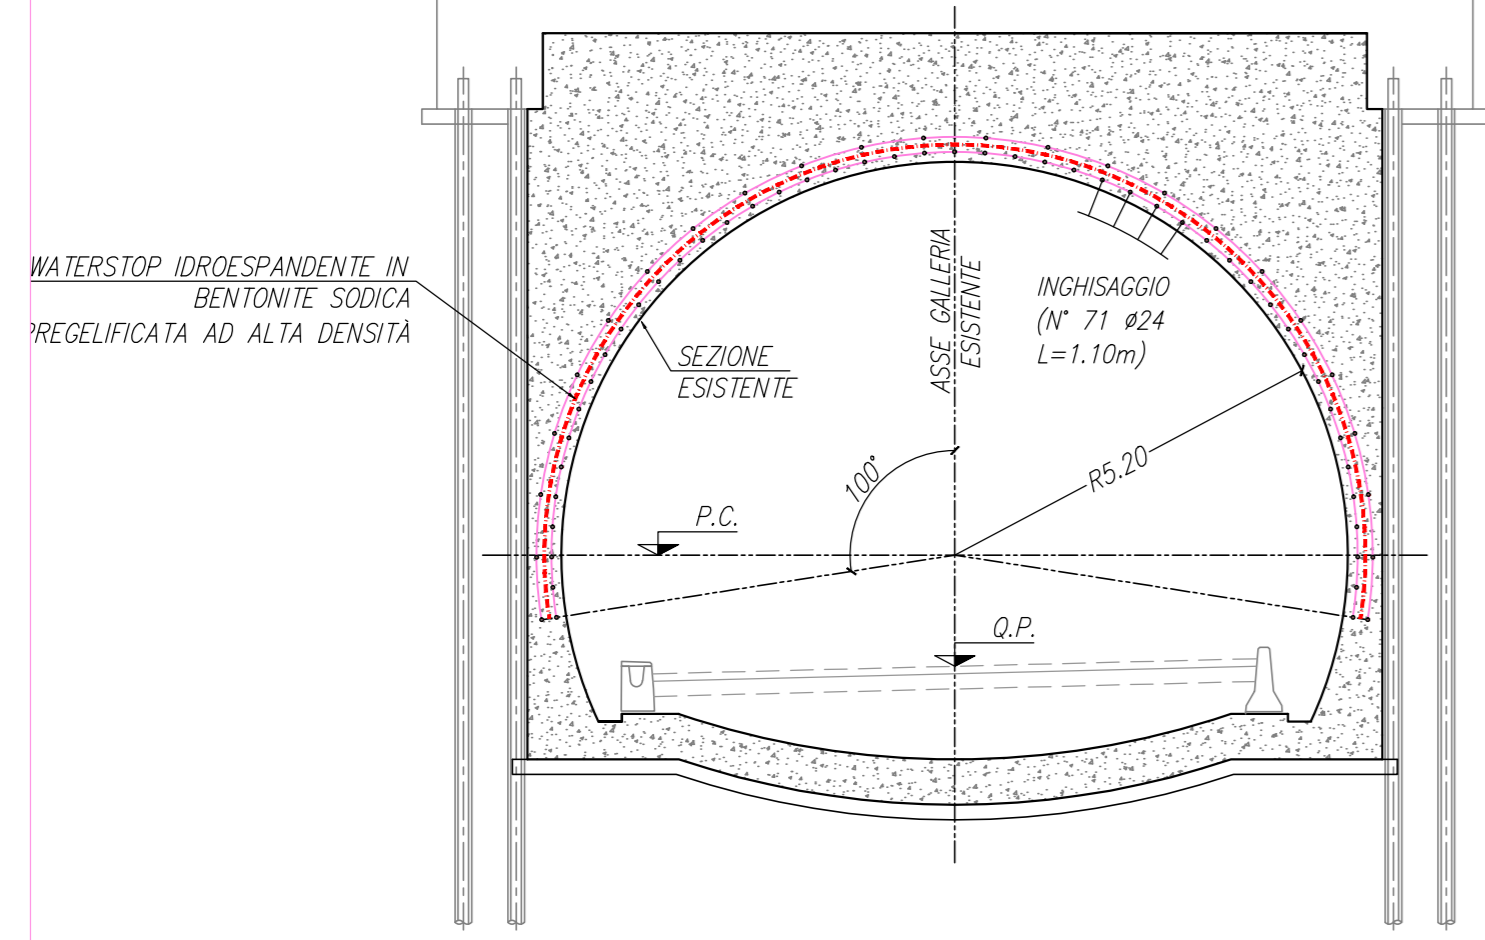 WATERSTOP IDROESPANDENTE IN
BENTONITE SODICA
PREGELIFICATA AD ALTA DENSITÀ
SEZIONE
ESISTENTE
ASSE GALLERIA
ESISTENTE
INGHISAGGIO
(N° 71 ø24
L=1.10m)
100°
R5.20
P.C.
Q.P.